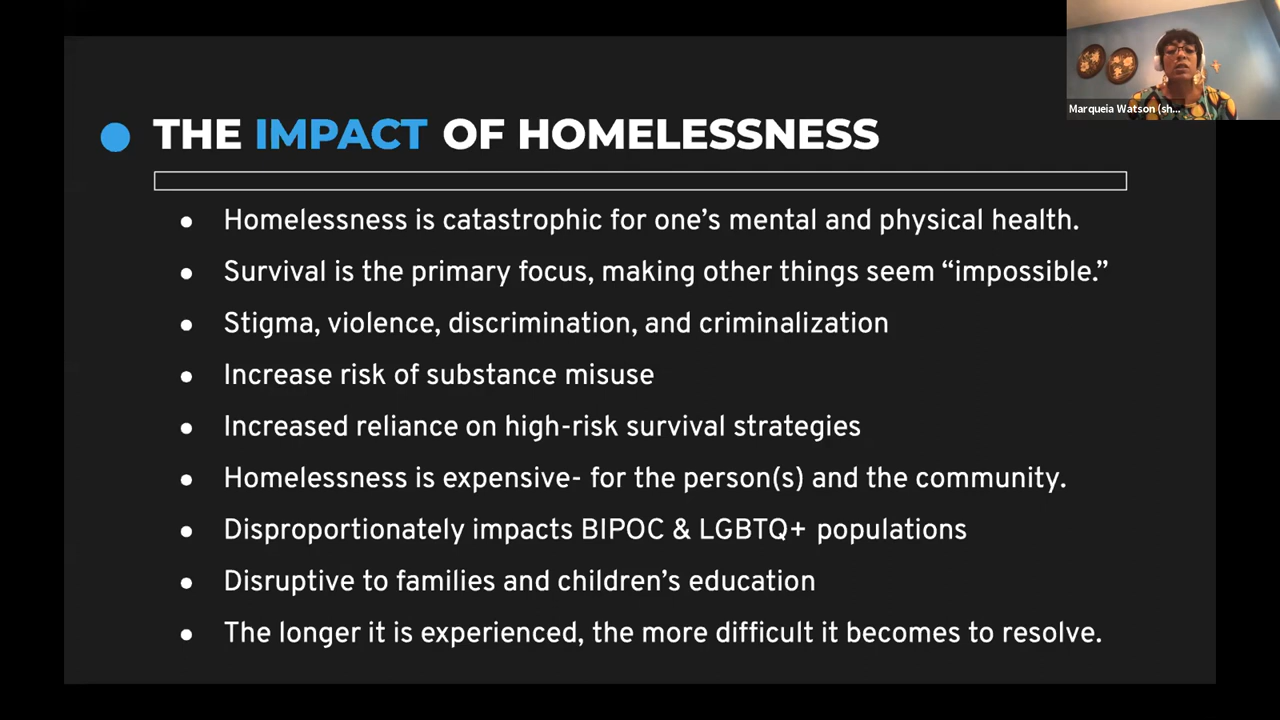 Marqueia Watson (sh...
THE IMPACT OF HOMELESSNESS
● Homelessness is catastrophic for one’s mental and physical health.
● Survival is the primary focus, making other things seem “impossible.”
● Stigma, violence, discrimination, and criminalization
● Increase risk of substance misuse
● Increased reliance on high-risk survival strategies
● Homelessness is expensive- for the person(s) and the community.
● Disproportionately impacts BIPOC & LGBTQ+ populations
● Disruptive to families and children’s education
● The longer it is experienced, the more difficult it becomes to resolve.